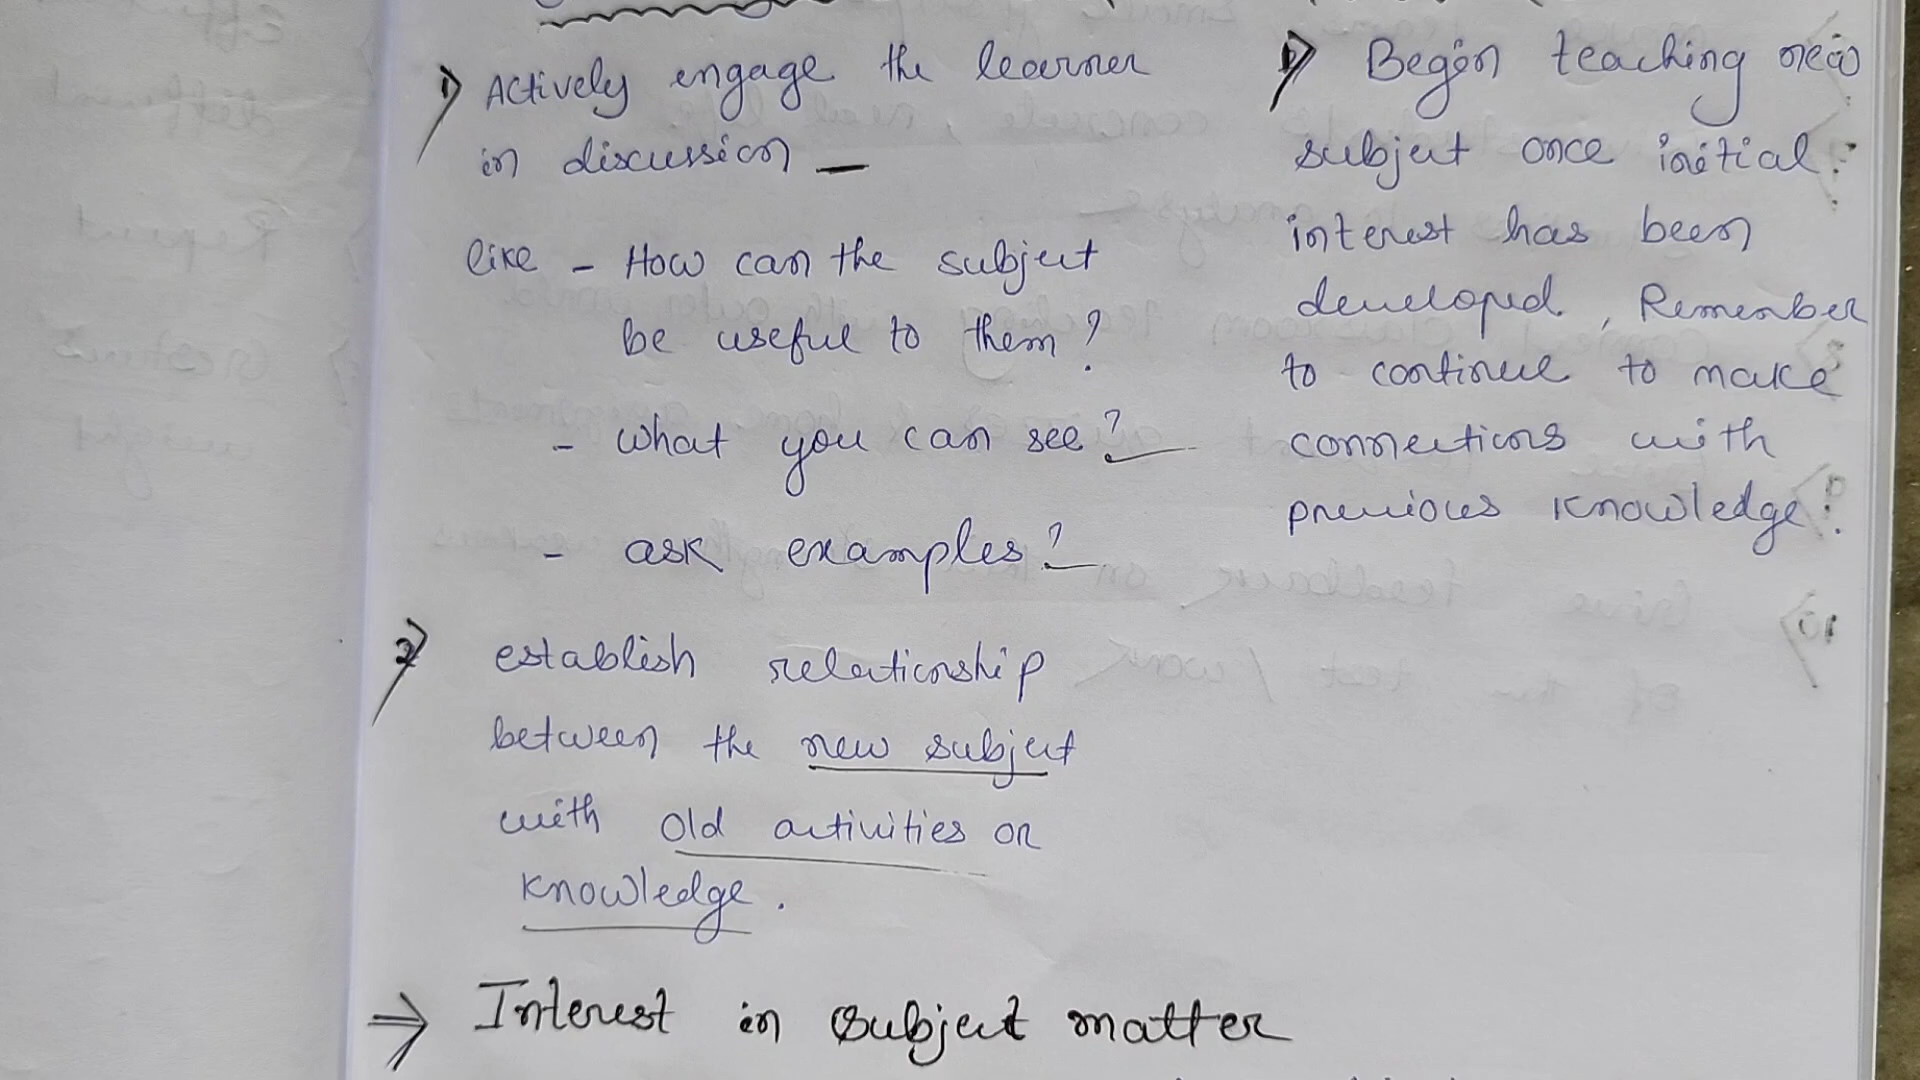 1) Actively engage the learner
in discussion —
like - How can the subject
be useful to them?
- what you can see?
- ask examples?
2) establish relationship
between the new subject
with old activities or
knowledge.
Begin teaching new
subject once initial
interest has been
developed, Remember
to continue to make
connections with
previous knowledge.
⇒ Interest in subject matter